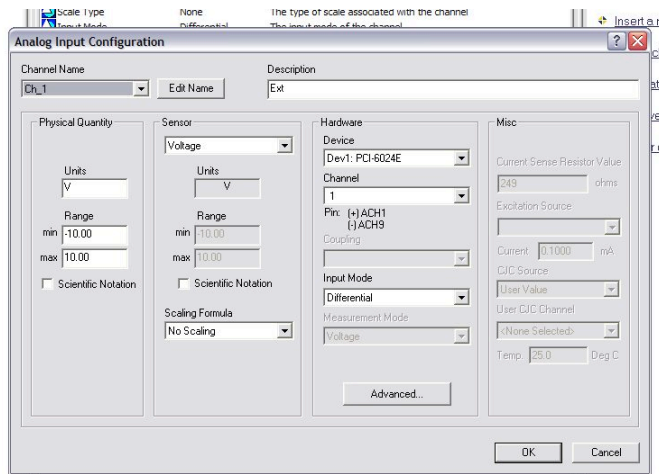 Scale Type None The type of scale associated with the channel
Input Mode Differential The input mode of the channel
Insert a
Analog Input Configuration
Channel Name
Description
Ch_1
Edit Name
Ext
Physical Quantity
Units
V
Range
min -10.00
max 10.00
Scientific Notation
Sensor
Voltage
Units
V
Range
min -10.00
max 10.00
Scientific Notation
Scaling Formula
No Scaling
Hardware
Device
Dev1: PCI-6024E
Channel
1
Pin: (+) ACH1
(-) ACH9
Coupling
Input Mode
Differential
Measurement Mode
Voltage
Advanced...
Misc
Current Sense Resistor Value
249 ohms
Excitation Source
Current 0.1000 mA
CJC Source
User Value
User CJC Channel
<None Selected>
Temp. 25.0 Deg C
OK
Cancel